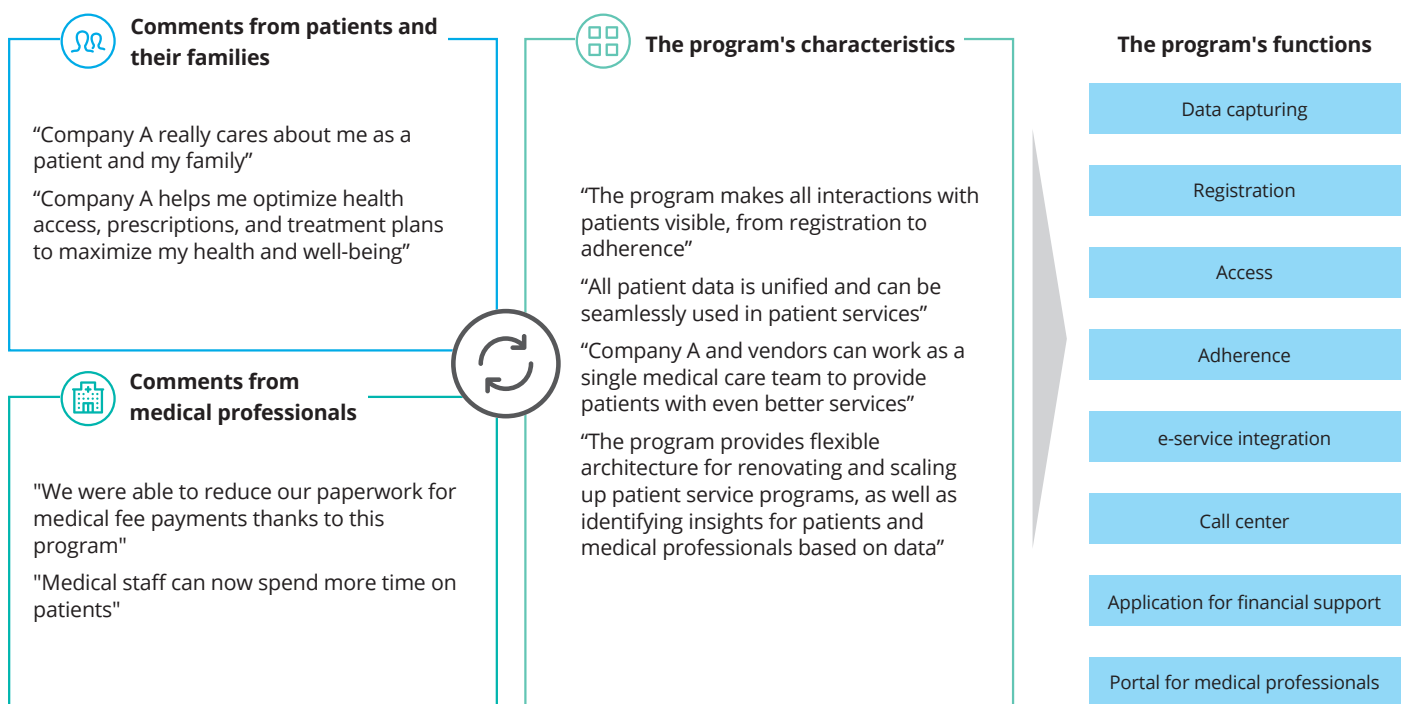 Comments from patients and
their families
“Company A really cares about me as a
patient and my family”
“Company A helps me optimize health
access, prescriptions, and treatment plans
to maximize my health and well-being”
Comments from
medical professionals
"We were able to reduce our paperwork for
medical fee payments thanks to this
program"
"Medical staff can now spend more time on
patients"
The program's characteristics
“The program makes all interactions with
patients visible, from registration to
adherence”
“All patient data is unified and can be
seamlessly used in patient services”
“Company A and vendors can work as a
single medical care team to provide
patients with even better services”
“The program provides flexible
architecture for renovating and scaling
up patient service programs, as well as
identifying insights for patients and
medical professionals based on data”
The program's functions
Data capturing
Registration
Access
Adherence
e-service integration
Call center
Application for financial support
Portal for medical professionals